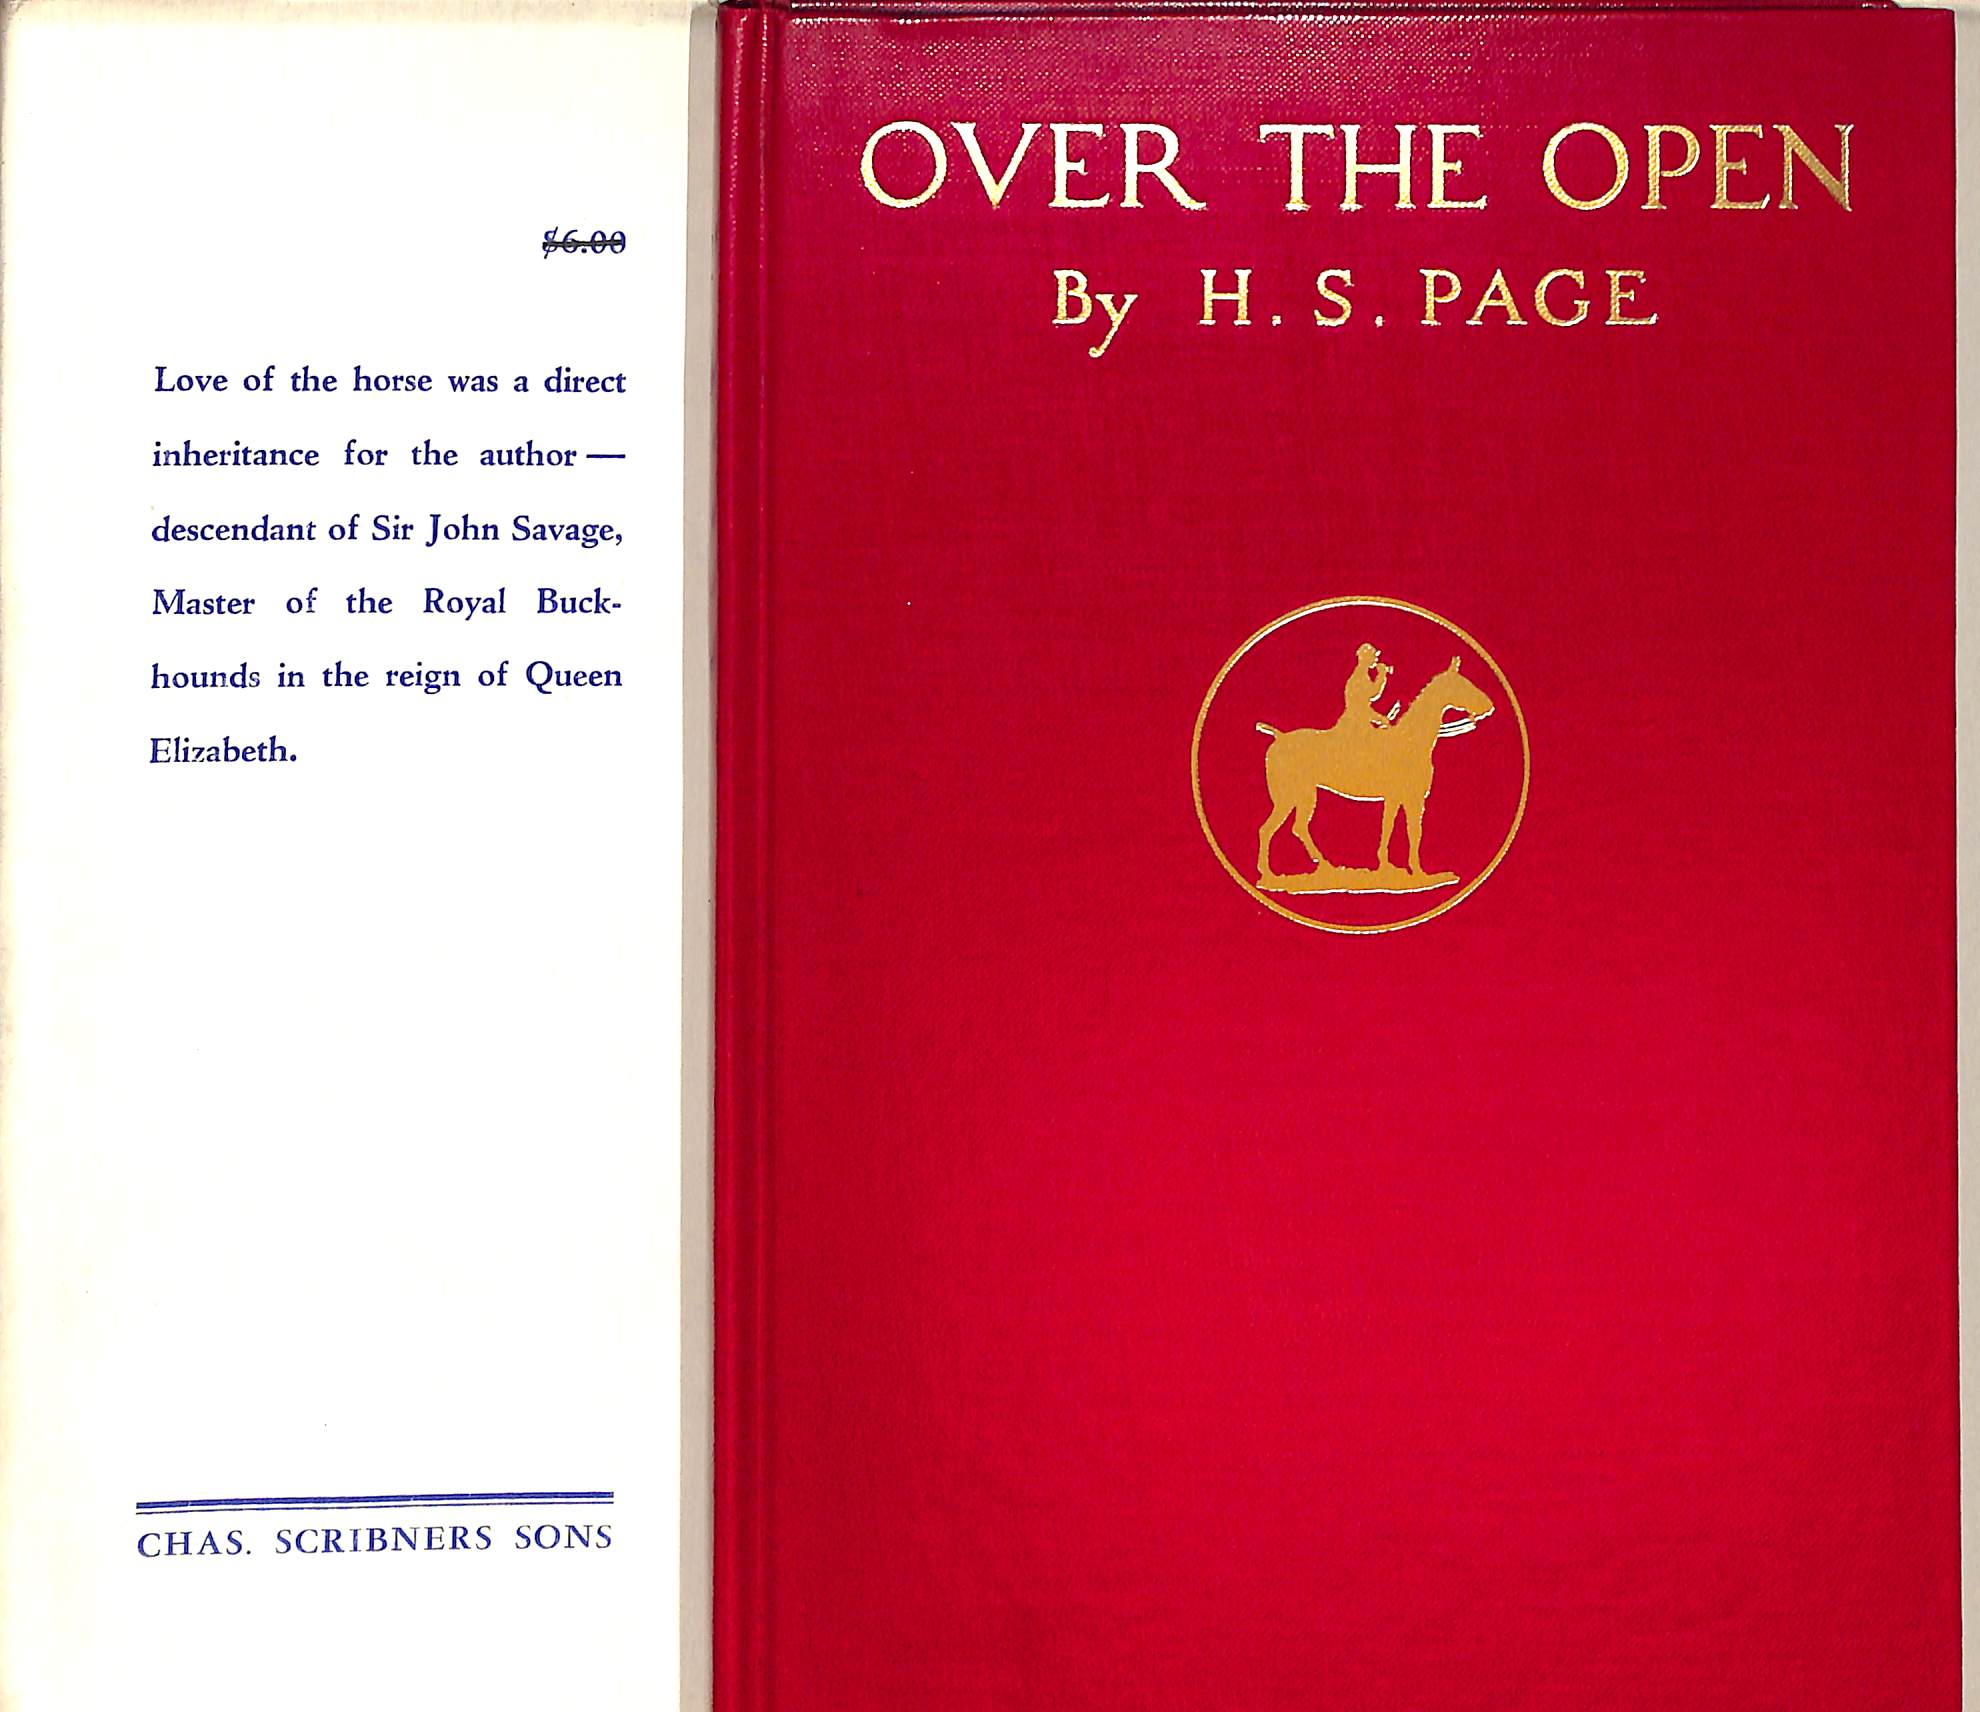 $6.00
Love of the horse was a direct
inheritance for the author —
descendant of Sir John Savage,
Master of the Royal Buck-
hounds in the reign of Queen
Elizabeth.
CHAS. SCRIBNERS SONS
OVER THE OPEN
By H. S. PAGE